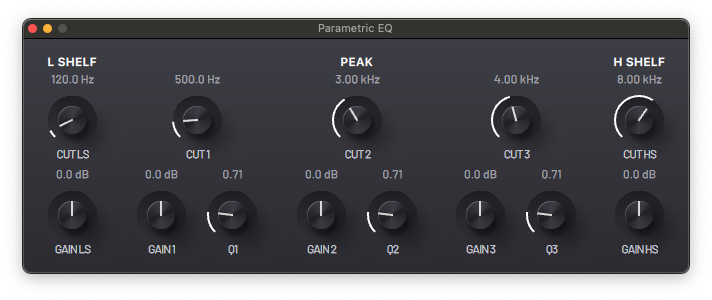 Parametric EQ
L SHELF PEAK H SHELF
120.0 Hz 500.0 Hz 3.00 kHz 4.00 kHz 8.00 kHz
CUTLS CUT1 CUT2 CUT3 CUTHS
0.0 dB 0.0 dB 0.71 0.0 dB 0.71 0.0 dB 0.71 0.0 dB
GAINLS GAIN1 Q1 GAIN2 Q2 GAIN3 Q3 GAINHS